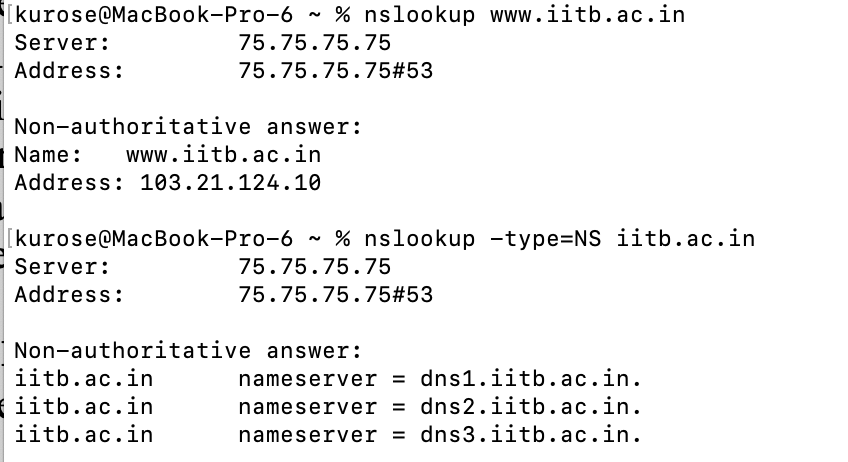 [kurose@MacBook-Pro-6 ~ % nslookup www.iitb.ac.in
Server:		75.75.75.75
Address:	75.75.75.75#53

Non-authoritative answer:
Name:	www.iitb.ac.in
Address: 103.21.124.10

[kurose@MacBook-Pro-6 ~ % nslookup -type=NS iitb.ac.in
Server:		75.75.75.75
Address:	75.75.75.75#53

Non-authoritative answer:
iitb.ac.in	nameserver = dns1.iitb.ac.in.
iitb.ac.in	nameserver = dns2.iitb.ac.in.
iitb.ac.in	nameserver = dns3.iitb.ac.in.